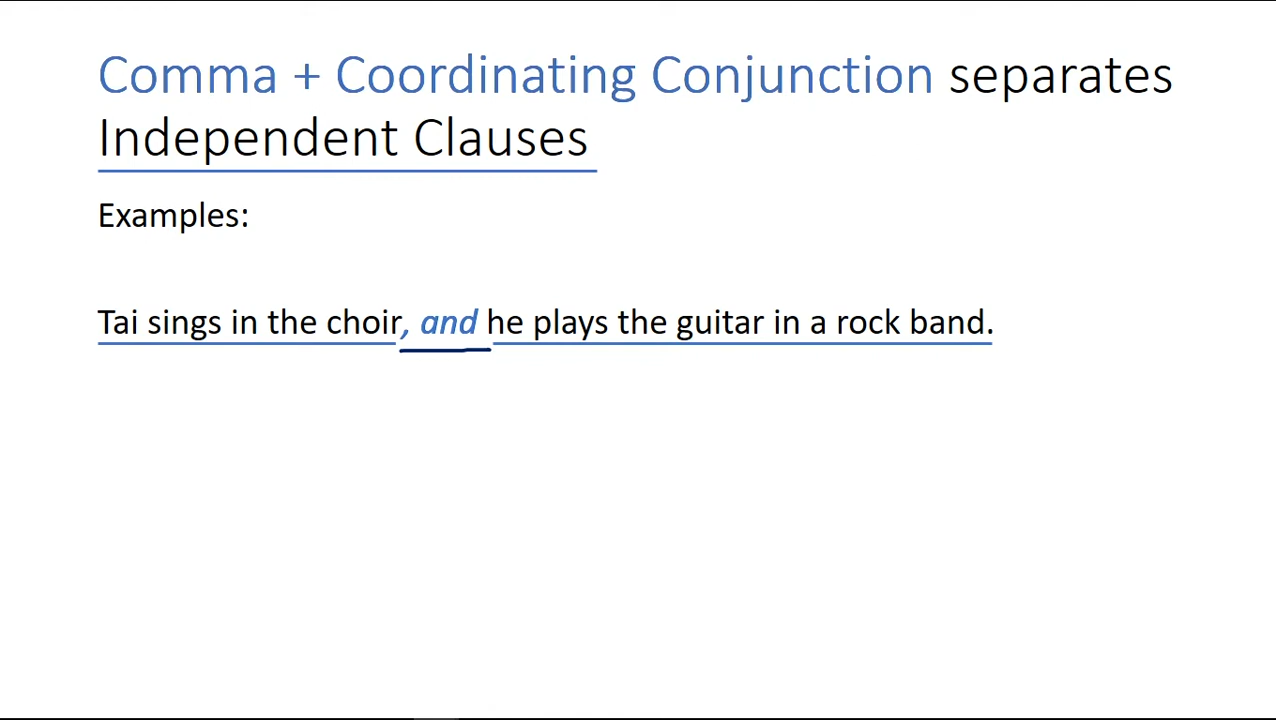 Comma + Coordinating Conjunction separates
Independent Clauses
Examples:
Tai sings in the choir, and he plays the guitar in a rock band.